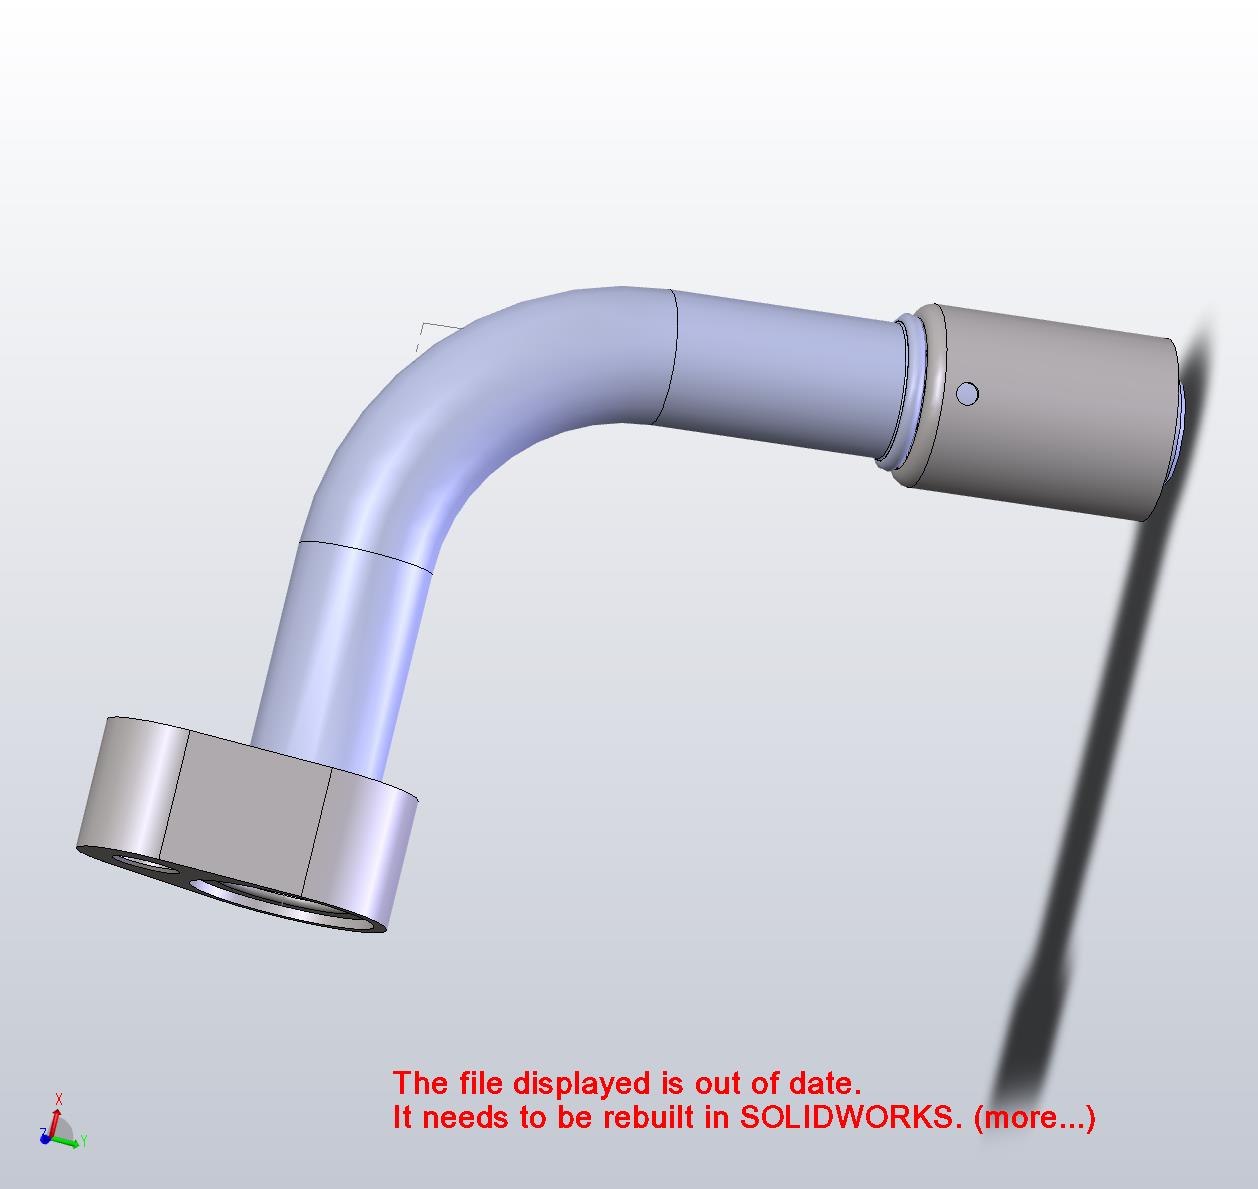 The file displayed is out of date.
It needs to be rebuilt in SOLIDWORKS. (more...)
X
Z
Y